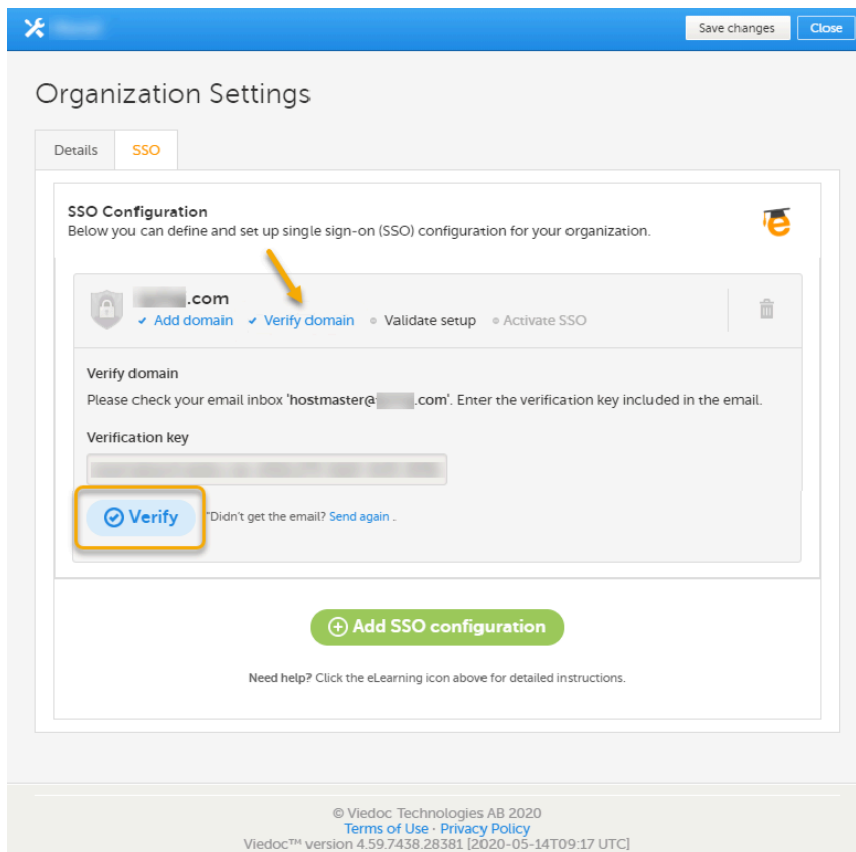 Save changes Close
Organization Settings
Details SSO
SSO Configuration
Below you can define and set up single sign-on (SSO) configuration for your organization.
.com
Add domain Verify domain Validate setup Activate SSO
Verify domain
Please check your email inbox 'hostmaster@ .com'. Enter the verification key included in the email.
Verification key
Verify "Didn't get the email? Send again .
Add SSO configuration
Need help? Click the eLearning icon above for detailed instructions.
© Viedoc Technologies AB 2020
Terms of Use · Privacy Policy
Viedoc™ version 4.59.7438.28381 [2020-05-14T09:17 UTC]